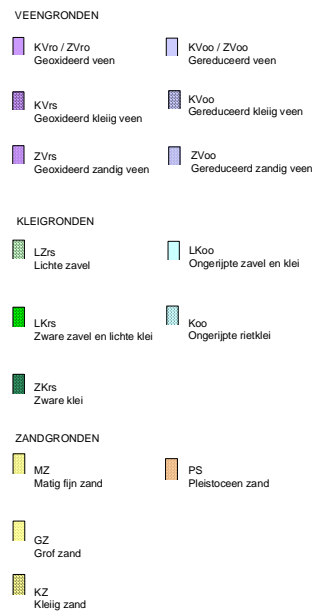 VEENGRONDEN
KVro / ZVro
Geoxideerd veen
KVoo / ZVoo
Gereduceerd veen
KVrs
Geoxideerd kleiig veen
KVoo
Gereduceerd kleiig veen
ZVrs
Geoxideerd zandig veen
ZVoo
Gereduceerd zandig veen
KLEIGRONDEN
LZrs
Lichte zavel
LKoo
Ongerijpte zavel en klei
LKrs
Zware zavel en lichte klei
Koo
Ongerijpte rietklei
ZKrs
Zware klei
ZANDGRONDEN
MZ
Matig fijn zand
PS
Pleistoceen zand
GZ
Grof zand
KZ
Kleiig zand